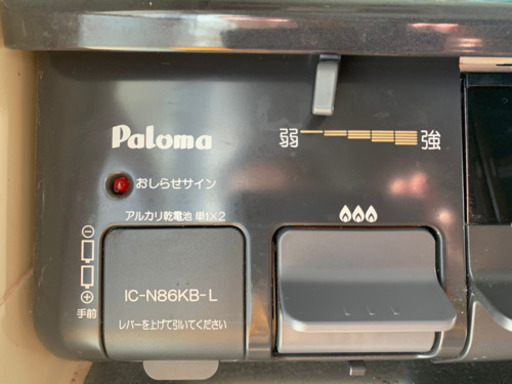 Paloma
弱 強
おしらせサイン
アルカリ乾電池 単1×2
IC-N86KB-L
レバーを上げて引いてください
⊖
⊕
手前